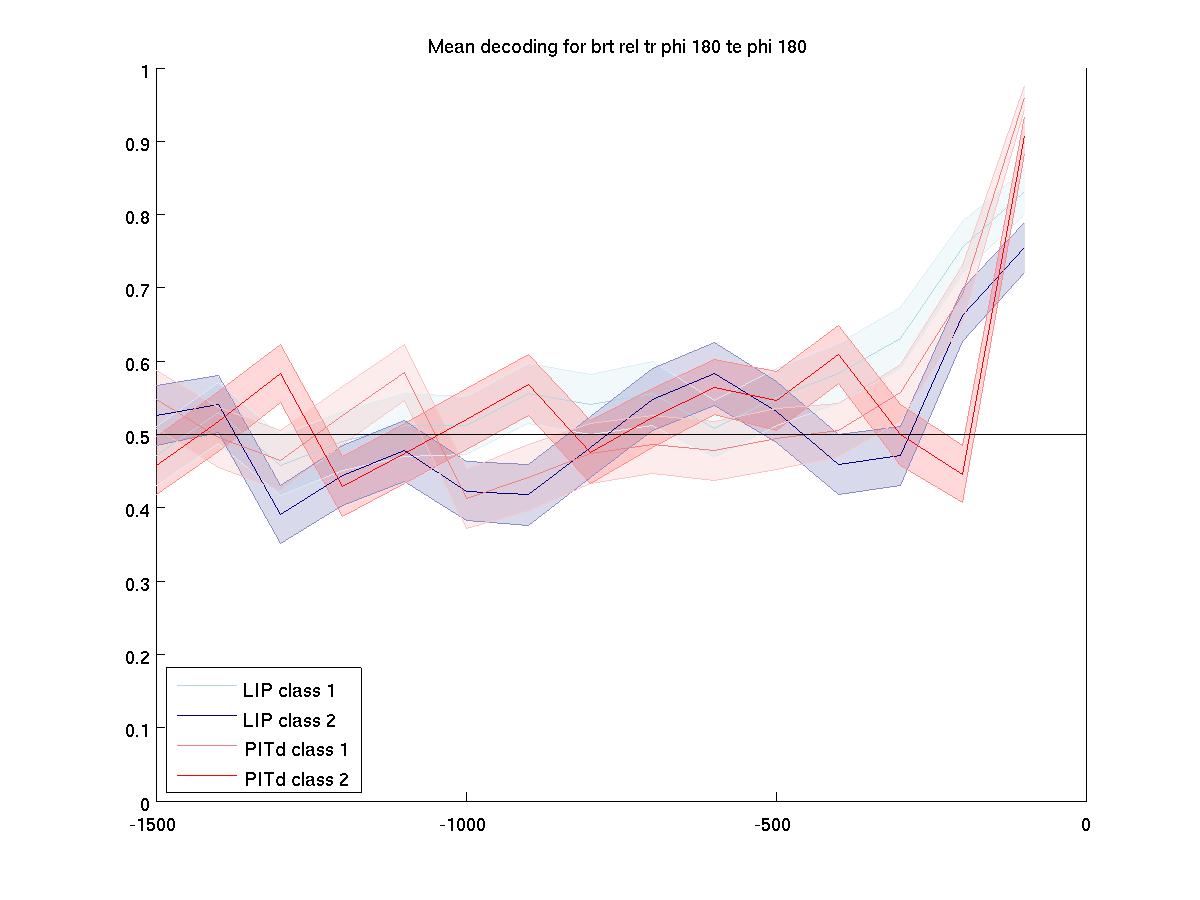 Mean decoding for brt rel tr phi 180 te phi 180
1
0.9
0.8
0.7
0.6
0.5
0.4
0.3
0.2
0.1
0
LIP class 1
LIP class 2
PITd class 1
PITd class 2
-1500 -1000 -500 0